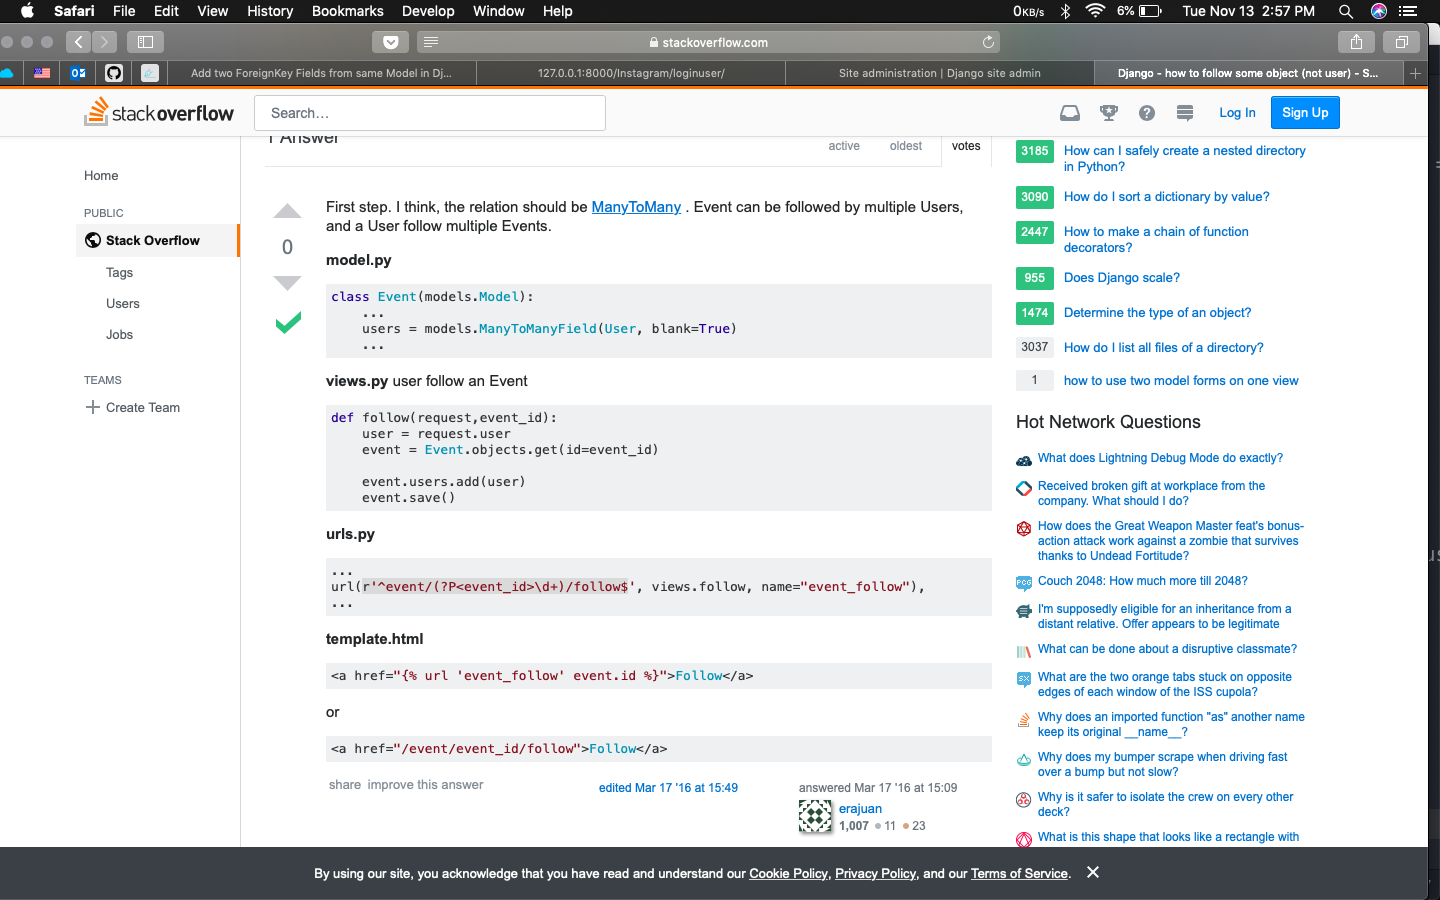 Safari File Edit View History Bookmarks Develop Window Help 0KB/s 6% Tue Nov 13 2:57 PM
stackoverflow.com
Add two ForeignKey Fields from same Model in Dj... 127.0.0.1:8000/Instagram/loginuser/ Site administration | Django site admin Django - how to follow some object (not user) - S...
stackoverflow Search... Log In Sign Up
Home
PUBLIC
Stack Overflow
Tags
Users
Jobs
TEAMS
Create Team
1 Answer active oldest votes
0
First step. I think, the relation should be ManyToMany . Event can be followed by multiple Users,
and a User follow multiple Events.
model.py
class Event(models.Model):
    ...
    users = models.ManyToManyField(User, blank=True)
    ...
views.py user follow an Event
def follow(request,event_id):
    user = request.user
    event = Event.objects.get(id=event_id)
    event.users.add(user)
    event.save()
urls.py
...
url(r'^event/(?P<event_id>\d+)/follow$', views.follow, name="event_follow"),
...
template.html
<a href="{% url 'event_follow' event.id %}">Follow</a>
or
<a href="/event/event_id/follow">Follow</a>
share improve this answer
edited Mar 17 '16 at 15:49
answered Mar 17 '16 at 15:09
erajuan
1,007 11 23
3185 How can I safely create a nested directory
in Python?
3090 How do I sort a dictionary by value?
2447 How to make a chain of function
decorators?
955 Does Django scale?
1474 Determine the type of an object?
3037 How do I list all files of a directory?
1 how to use two model forms on one view
Hot Network Questions
What does Lightning Debug Mode do exactly?
Received broken gift at workplace from the
company. What should I do?
How does the Great Weapon Master feat's bonus-
action attack work against a zombie that survives
thanks to Undead Fortitude?
Couch 2048: How much more till 2048?
I'm supposedly eligible for an inheritance from a
distant relative. Offer appears to be legitimate
What can be done about a disruptive classmate?
What are the two orange tabs stuck on opposite
edges of each window of the ISS cupola?
Why does an imported function "as" another name
keep its original __name__?
Why does my bumper scrape when driving fast
over a bump but not slow?
Why is it safer to isolate the crew on every other
deck?
What is this shape that looks like a rectangle with
By using our site, you acknowledge that you have read and understand our Cookie Policy, Privacy Policy, and our Terms of Service.